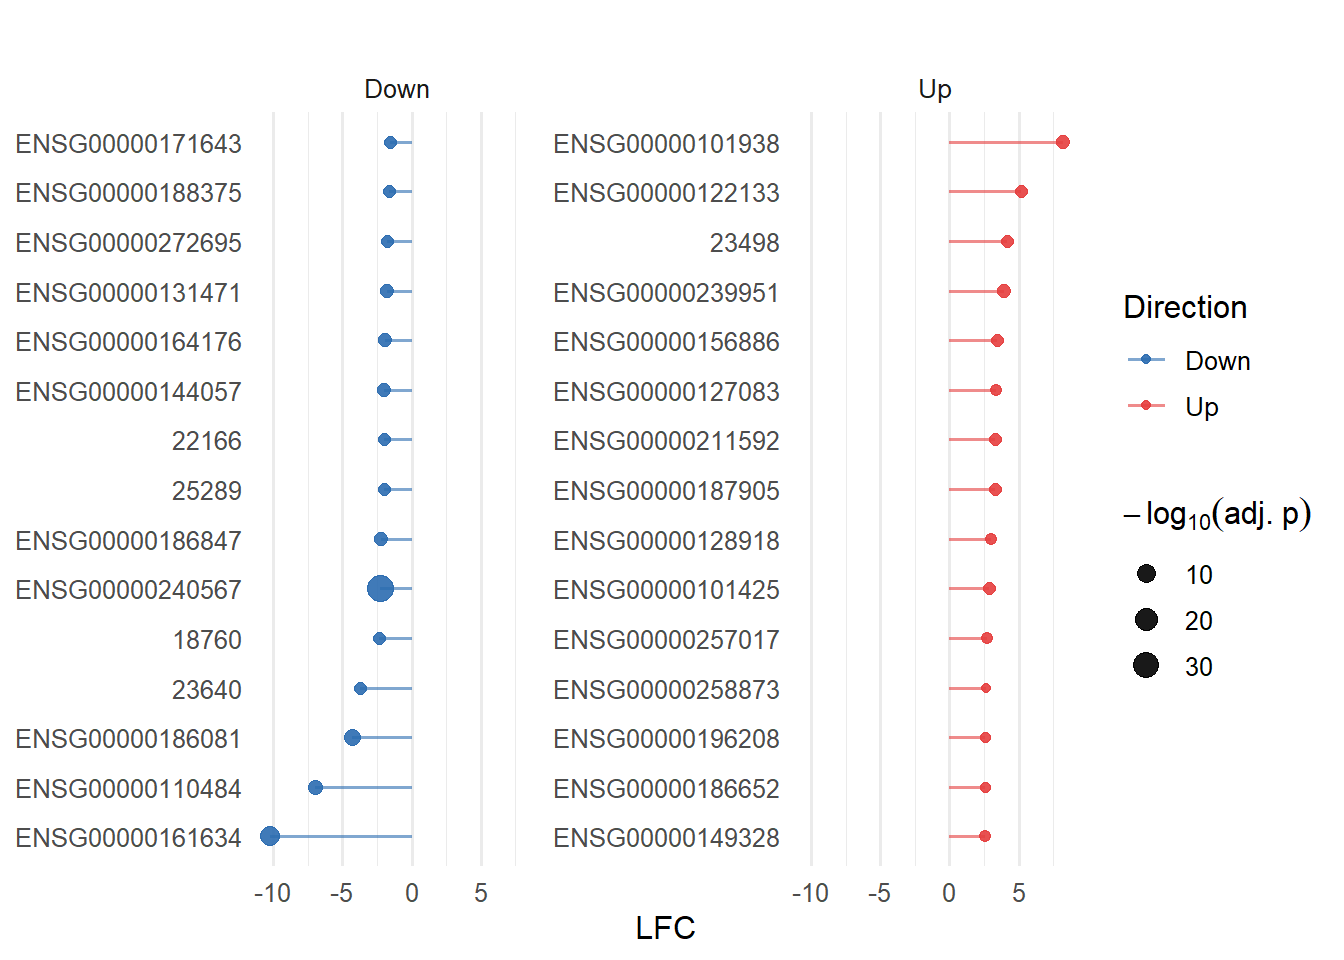 Down
ENSG00000171643
ENSG00000188375
ENSG00000272695
ENSG00000131471
ENSG00000164176
ENSG00000144057
22166
25289
ENSG00000186847
ENSG00000240567
18760
23640
ENSG00000186081
ENSG00000110484
ENSG00000161634
-10 -5 0 5
Up
ENSG00000101938
ENSG00000122133
23498
ENSG00000239951
ENSG00000156886
ENSG00000127083
ENSG00000211592
ENSG00000187905
ENSG00000128918
ENSG00000101425
ENSG00000257017
ENSG00000258873
ENSG00000196208
ENSG00000186652
ENSG00000149328
-10 -5 0 5
LFC
Direction
Down
Up
−log₁₀(adj. p)
10
20
30